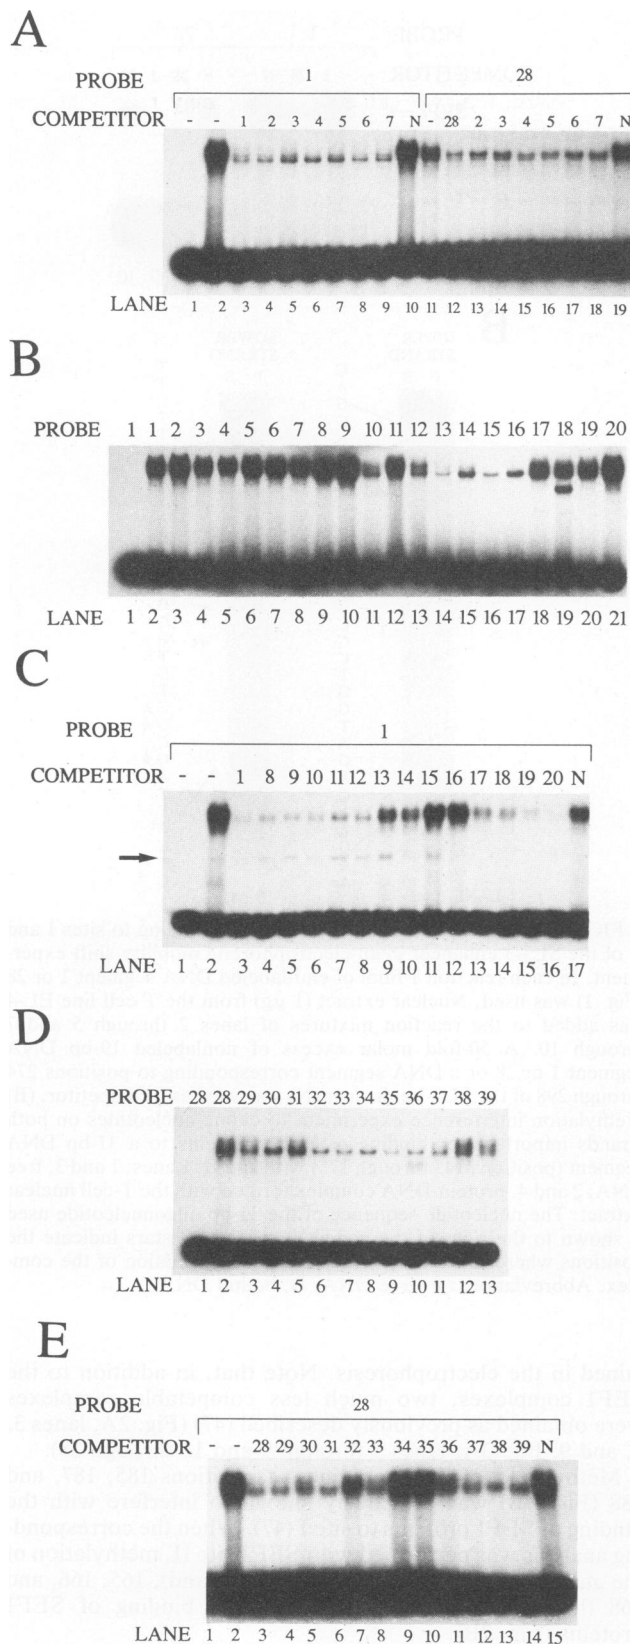 A
1 28
PROBE
COMPETITOR - - 1 2 3 4 5 6 7 N - 28 2 3 4 5 6 7 N
LANE 1 2 3 4 5 6 7 8 9 10 11 12 13 14 15 16 17 18 19
B
PROBE 1 1 2 3 4 5 6 7 8 9 10 11 12 13 14 15 16 17 18 19 20
LANE 1 2 3 4 5 6 7 8 9 10 11 12 13 14 15 16 17 18 19 20 21
C
PROBE 1
COMPETITOR - - 1 8 9 10 11 12 13 14 15 16 17 18 19 20 N
LANE 1 2 3 4 5 6 7 8 9 10 11 12 13 14 15 16 17
D
PROBE 28 28 29 30 31 32 33 34 35 36 37 38 39
LANE 1 2 3 4 5 6 7 8 9 10 11 12 13
E
PROBE 28
COMPETITOR - - 28 29 30 31 32 33 34 35 36 37 38 39 N
LANE 1 2 3 4 5 6 7 8 9 10 11 12 13 14 15